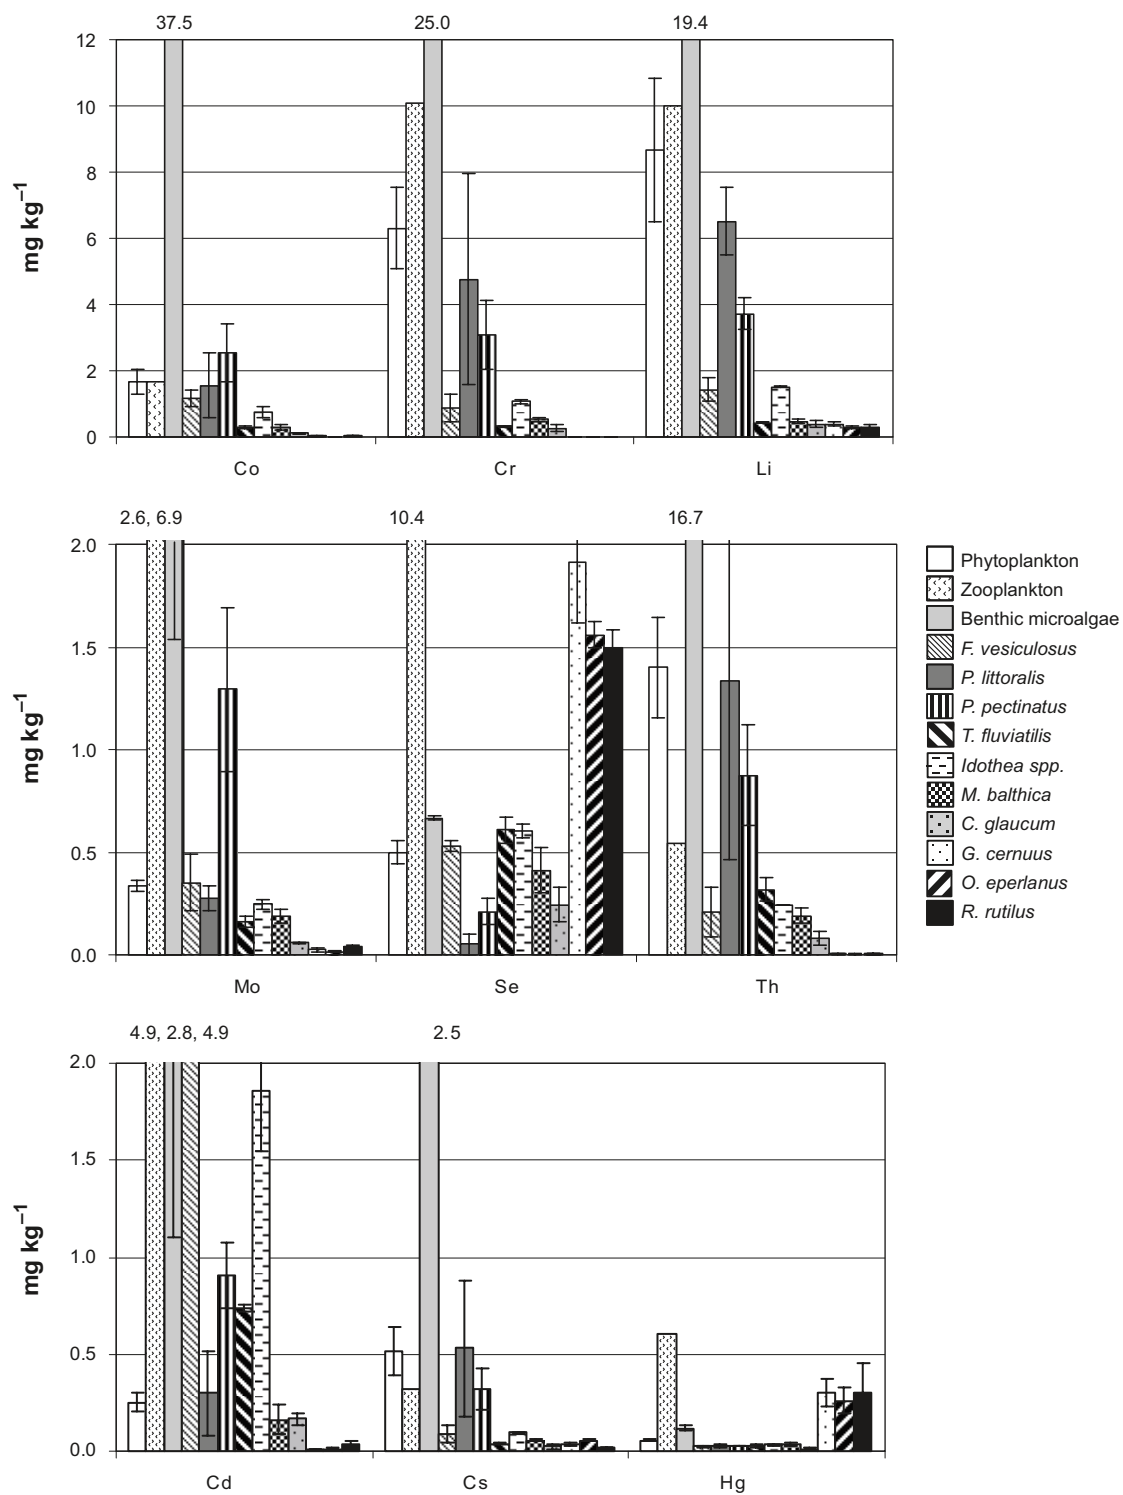 37.5 25.0 19.4
12
10
8
6
4
2
0
mg kg⁻¹
Co Cr Li
2.6, 6.9 10.4 16.7
2.0
1.5
1.0
0.5
0.0
mg kg⁻¹
Mo Se Th
Phytoplankton
Zooplankton
Benthic microalgae
F. vesiculosus
P. littoralis
P. pectinatus
T. fluviatilis
Idothea spp.
M. balthica
C. glaucum
G. cernuus
O. eperlanus
R. rutilus
4.9, 2.8, 4.9 2.5
2.0
1.5
1.0
0.5
0.0
mg kg⁻¹
Cd Cs Hg